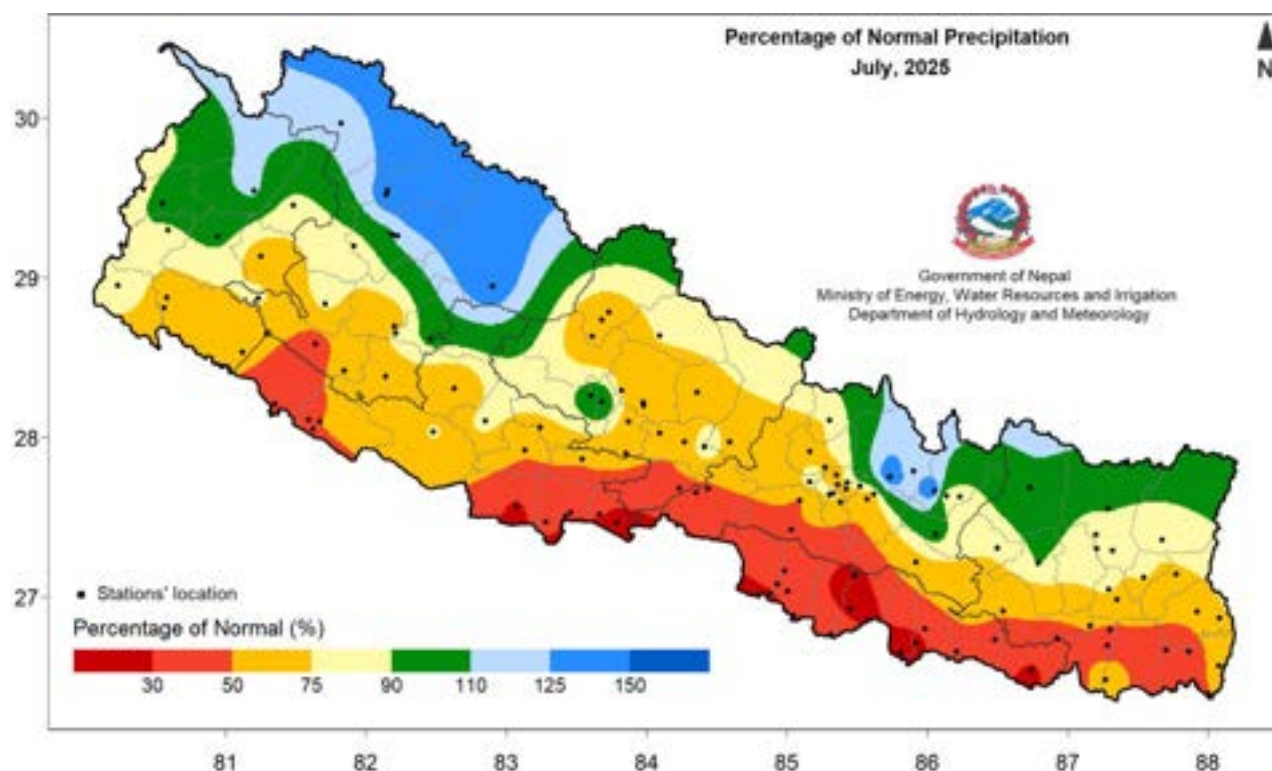 Percentage of Normal Precipitation
July, 2025
N
30
29
28
27
Government of Nepal
Ministry of Energy, Water Resources and Irrigation
Department of Hydrology and Meteorology
Stations' location
Percentage of Normal (%)
30 50 75 90 110 125 150
81 82 83 84 85 86 87 88